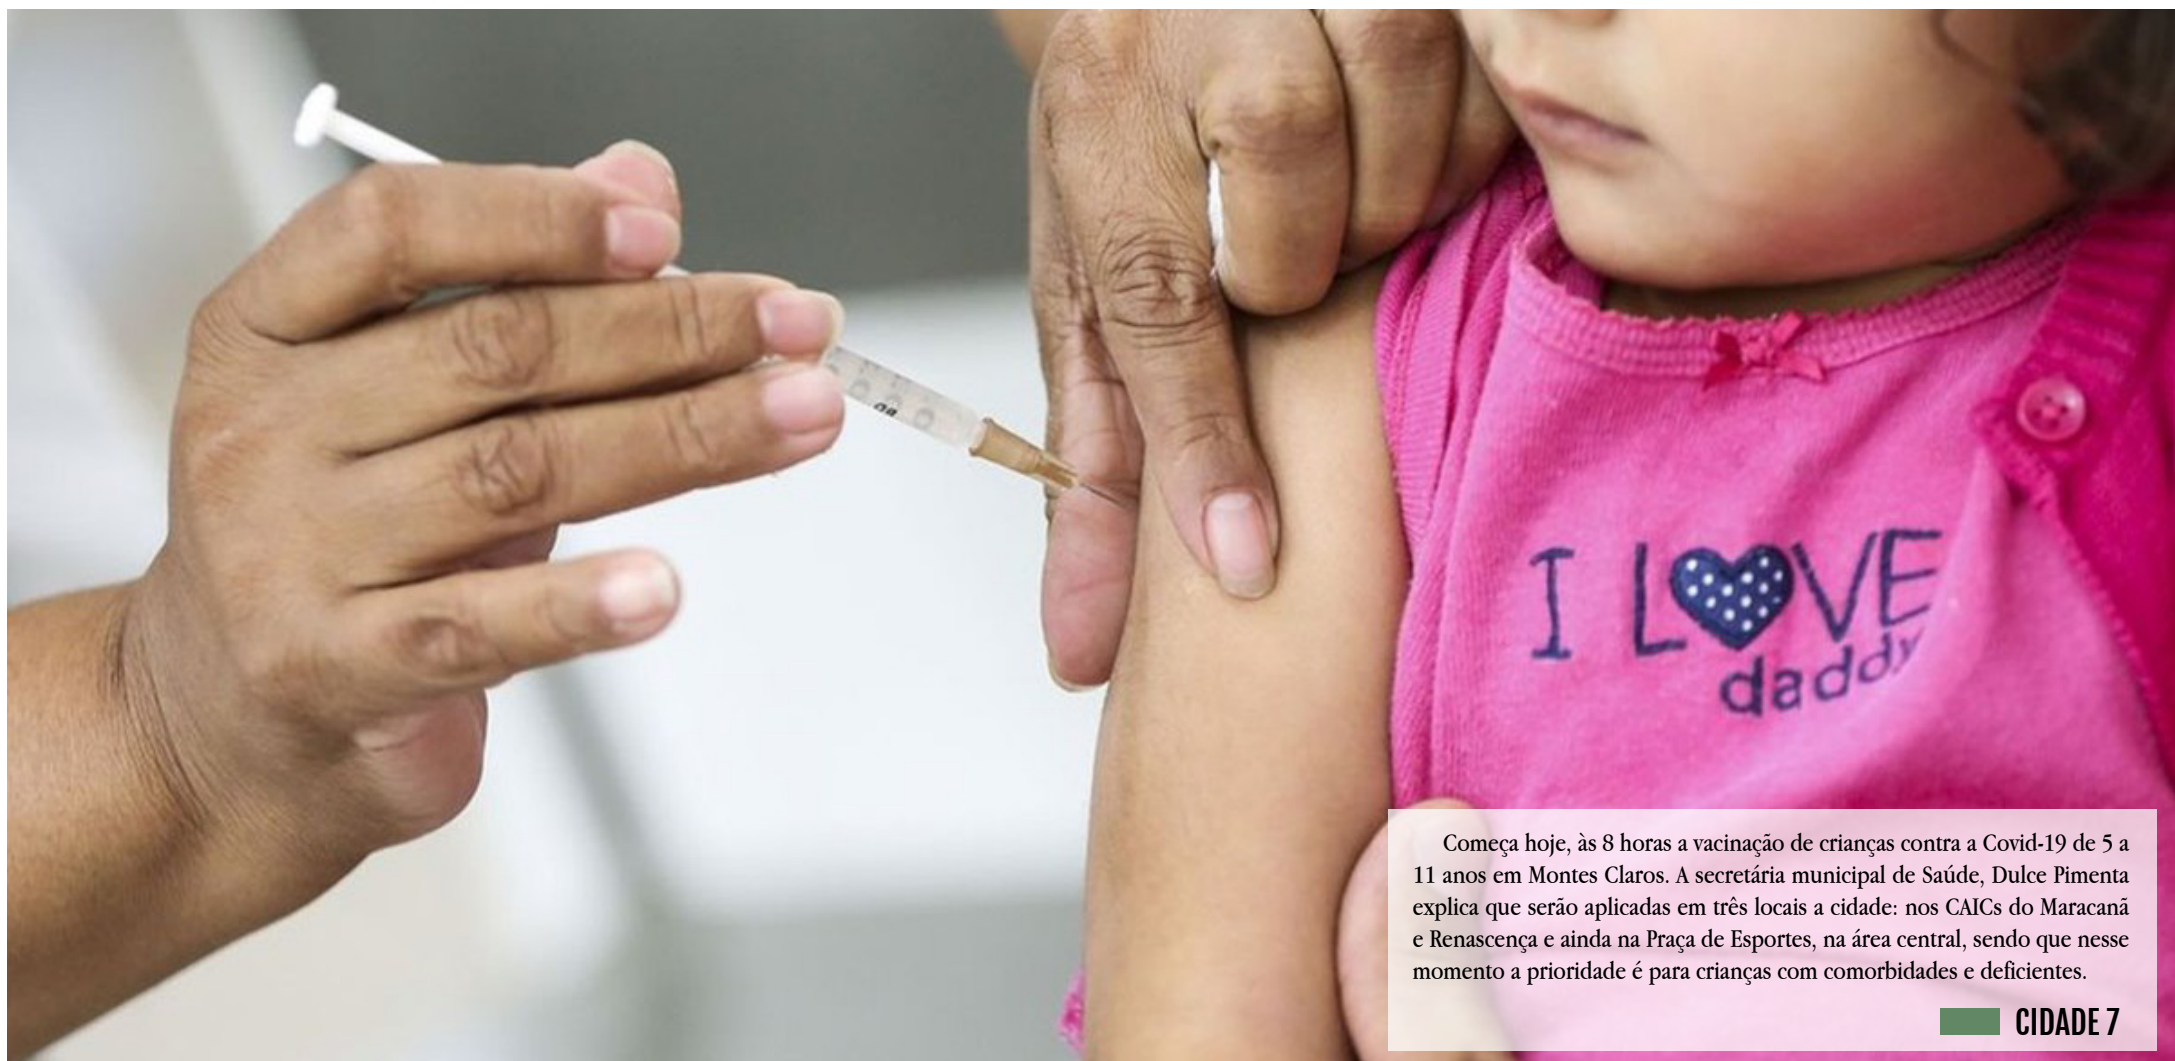 I LOVE
daddy
Começa hoje, às 8 horas a vacinação de crianças contra a Covid-19 de 5 a
11 anos em Montes Claros. A secretária municipal de Saúde, Dulce Pimenta
explica que serão aplicadas em três locais a cidade: nos CAICs do Maracanã
e Renascença e ainda na Praça de Esportes, na área central, sendo que nesse
momento a prioridade é para crianças com comorbidades e deficientes.
CIDADE 7